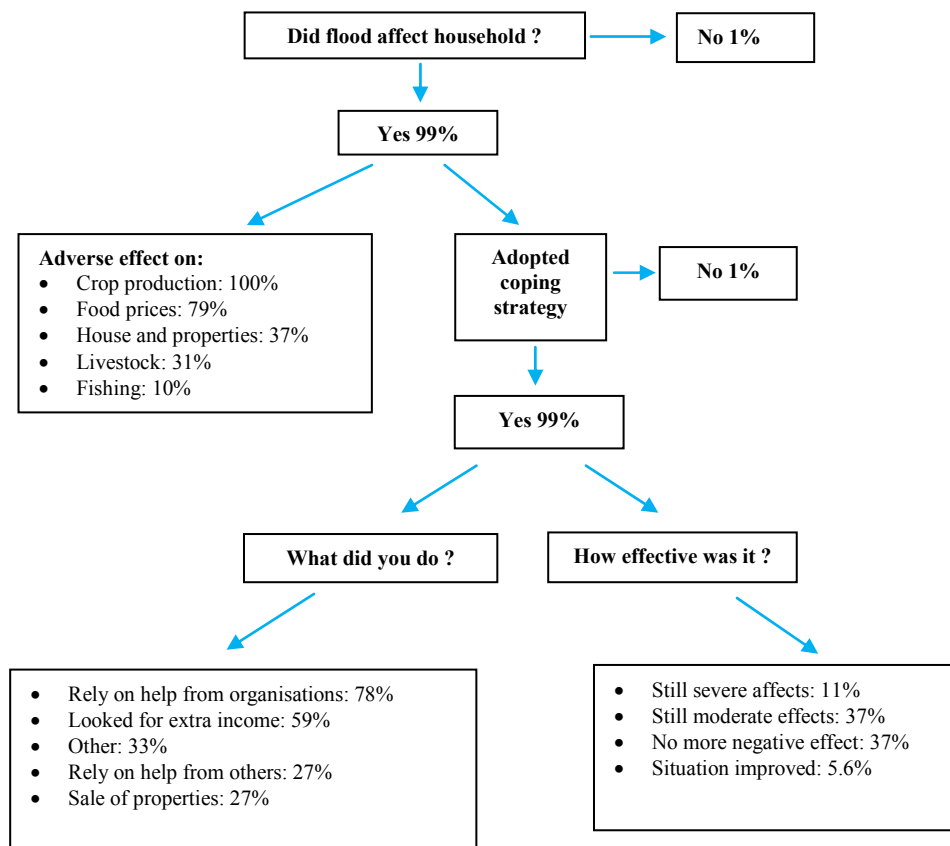 Did flood affect household ?
No 1%
Yes 99%
Adverse effect on:
• Crop production: 100%
• Food prices: 79%
• House and properties: 37%
• Livestock: 31%
• Fishing: 10%
Adopted
coping
strategy
No 1%
Yes 99%
What did you do ?
How effective was it ?
• Rely on help from organisations: 78%
• Looked for extra income: 59%
• Other: 33%
• Rely on help from others: 27%
• Sale of properties: 27%
• Still severe affects: 11%
• Still moderate effects: 37%
• No more negative effect: 37%
• Situation improved: 5.6%